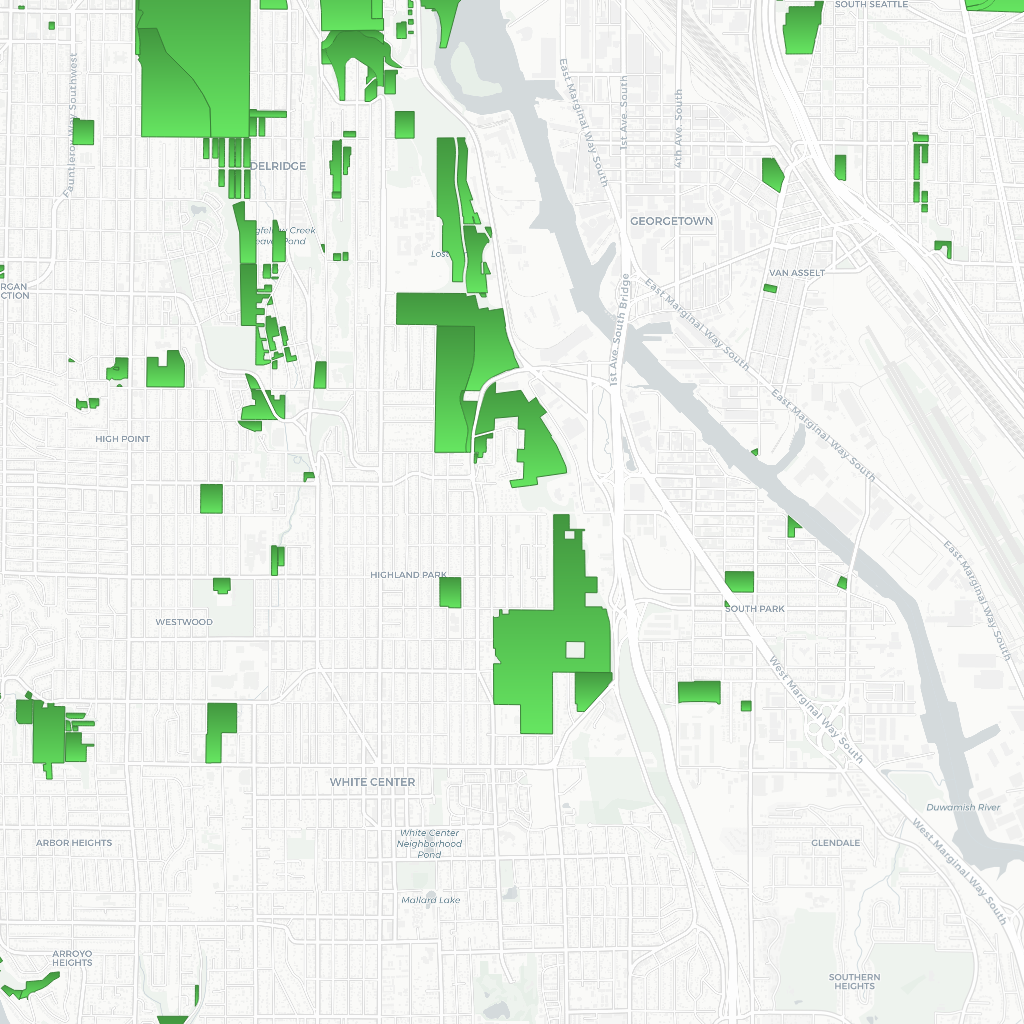 SOUTH SEATTLE
Fauntleroy Way Southwest
East Marginal Way South
1st Ave. South
4th Ave. South
DELRIDGE
GEORGETOWN
VAN ASSELT
1st Ave. South Bridge
East Marginal Way South
East Marginal Way South
HIGH POINT
East Marginal Way South
HIGHLAND PARK
WESTWOOD
SOUTH PARK
West Marginal Way South
WHITE CENTER
Duwamish River
ARBOR HEIGHTS
White Center
Neighborhood
Pond
GLENDALE
West Marginal Way South
Mallard Lake
ARROYO
HEIGHTS
SOUTHERN
HEIGHTS